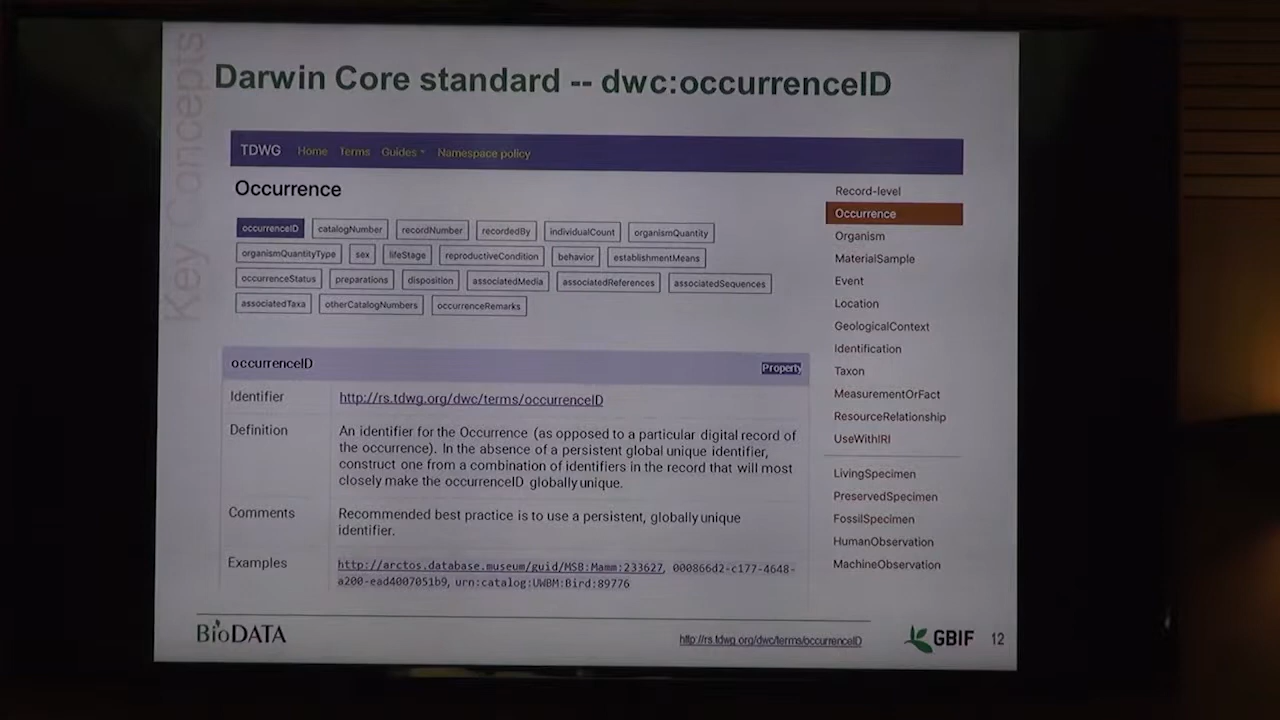 Key Concepts
Darwin Core standard -- dwc:occurrenceID
TDWG Home Terms Guides Namespace policy
Occurrence
occurrenceID catalogNumber recordNumber recordedBy individualCount organismQuantity
organismQuantityType sex lifeStage reproductiveCondition behavior establishmentMeans
occurrenceStatus preparations disposition associatedMedia associatedReferences associatedSequences
associatedTaxa otherCatalogNumbers occurrenceRemarks
occurrenceID Property
Identifier http://rs.tdwg.org/dwc/terms/occurrenceID
Definition An identifier for the Occurrence (as opposed to a particular digital record of
the occurrence). In the absence of a persistent global unique identifier,
construct one from a combination of identifiers in the record that will most
closely make the occurrenceID globally unique.
Comments Recommended best practice is to use a persistent, globally unique
identifier.
Examples http://arctos.database.museum/guid/MSB:Mamm:233627, 000866d2-c177-4648-
a200-ead4007051b9, urn:catalog:UWBM:Bird:89776
Record-level
Occurrence
Organism
MaterialSample
Event
Location
GeologicalContext
Identification
Taxon
MeasurementOrFact
ResourceRelationship
UseWithIRI
LivingSpecimen
PreservedSpecimen
FossilSpecimen
HumanObservation
MachineObservation
BioDATA
http://rs.tdwg.org/dwc/terms/occurrenceID
GBIF 12